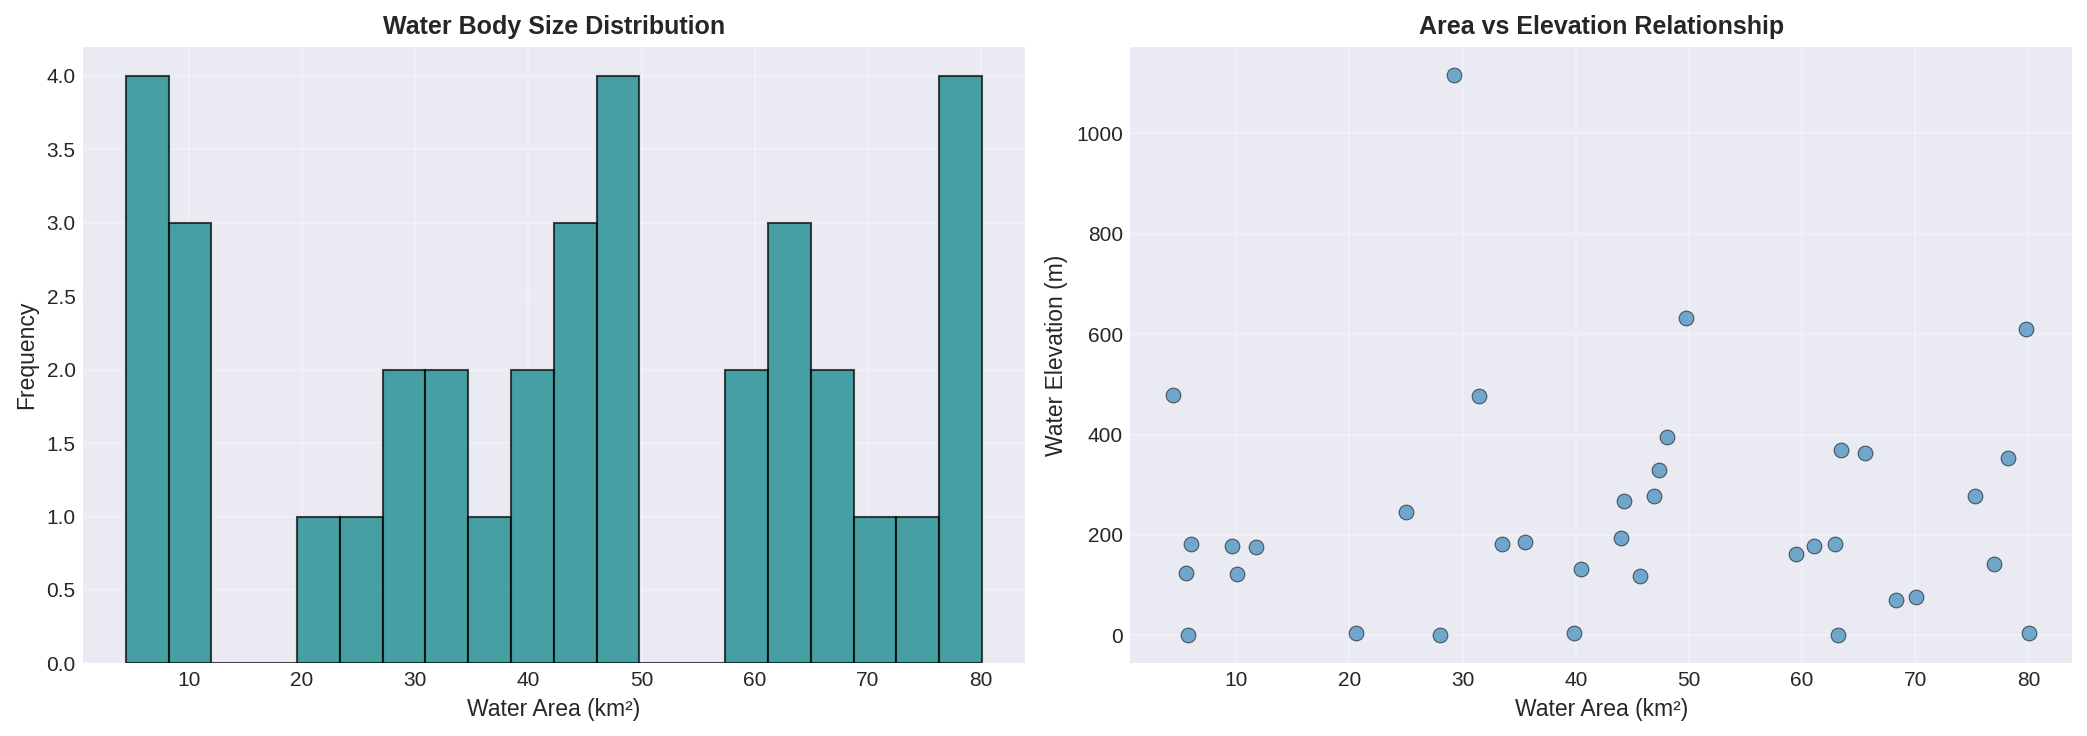 Water Body Size Distribution
4.0
3.5
3.0
2.5
2.0
1.5
1.0
0.5
0.0
Frequency
10 20 30 40 50 60 70 80
Water Area (km²)
Area vs Elevation Relationship
1000
800
600
400
200
0
Water Elevation (m)
10 20 30 40 50 60 70 80
Water Area (km²)